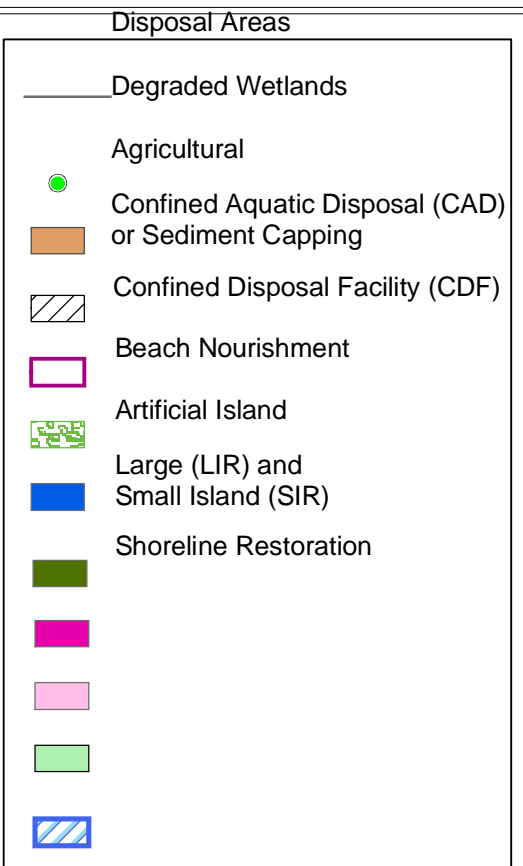 Disposal Areas
Degraded Wetlands
Agricultural
Confined Aquatic Disposal (CAD)
or Sediment Capping
Confined Disposal Facility (CDF)
Beach Nourishment
Artificial Island
Large (LIR) and
Small Island (SIR)
Shoreline Restoration